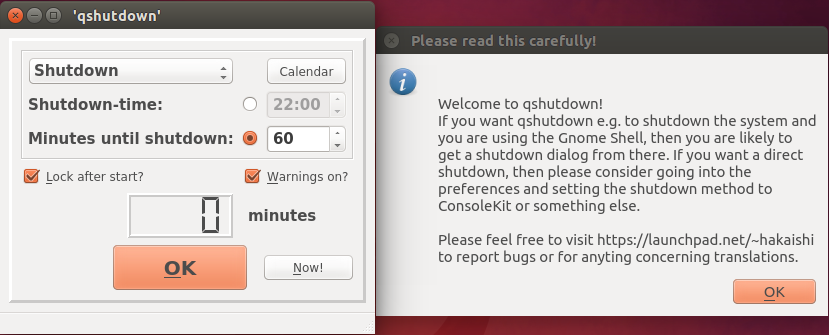 'qshutdown'
Shutdown
Calendar
Shutdown-time:
22:00
Minutes until shutdown:
60
Lock after start?
Warnings on?
0
minutes
OK
Now!
Please read this carefully!
Welcome to qshutdown!
If you want qshutdown e.g. to shutdown the system and
you are using the Gnome Shell, then you are likely to
get a shutdown dialog from there. If you want a direct
shutdown, then please consider going into the
preferences and setting the shutdown method to
ConsoleKit or something else.
Please feel free to visit https://launchpad.net/~hakaishi
to report bugs or for anyting concerning translations.
OK